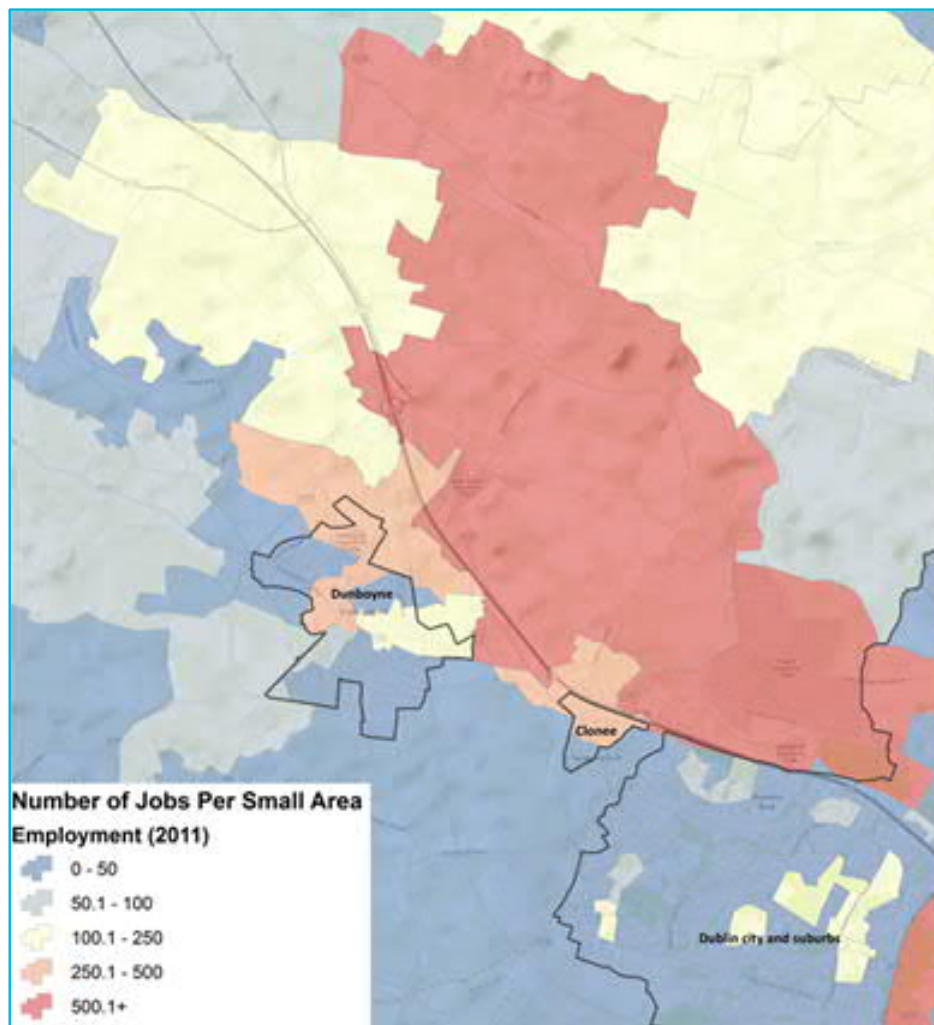 Dunboyne
Clonee
Dublin city and suburbs
Number of Jobs Per Small Area
Employment (2011)
0 - 50
50.1 - 100
100.1 - 250
250.1 - 500
500.1+